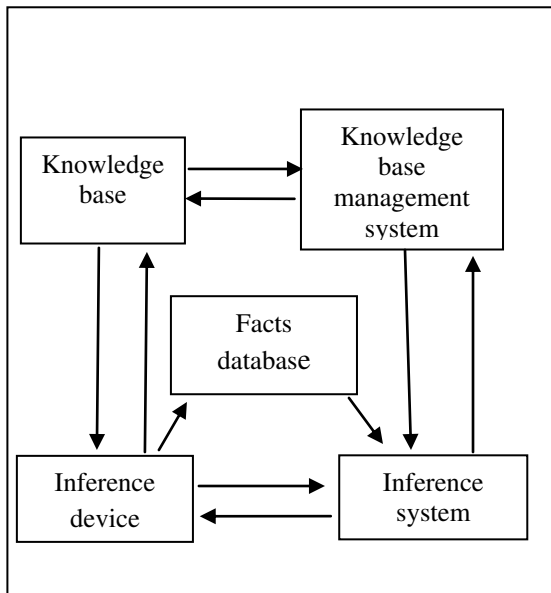 Knowledge
base
Knowledge
base
management
system
Facts
database
Inference
device
Inference
system